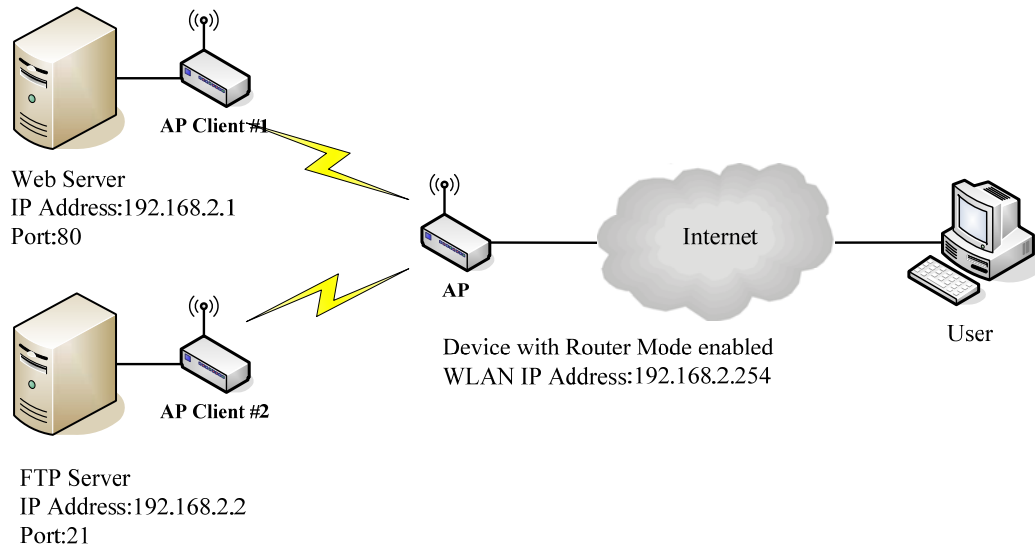 AP Client #1
Web Server
IP Address:192.168.2.1
Port:80
AP
Internet
User
Device with Router Mode enabled
WLAN IP Address:192.168.2.254
AP Client #2
FTP Server
IP Address:192.168.2.2
Port:21